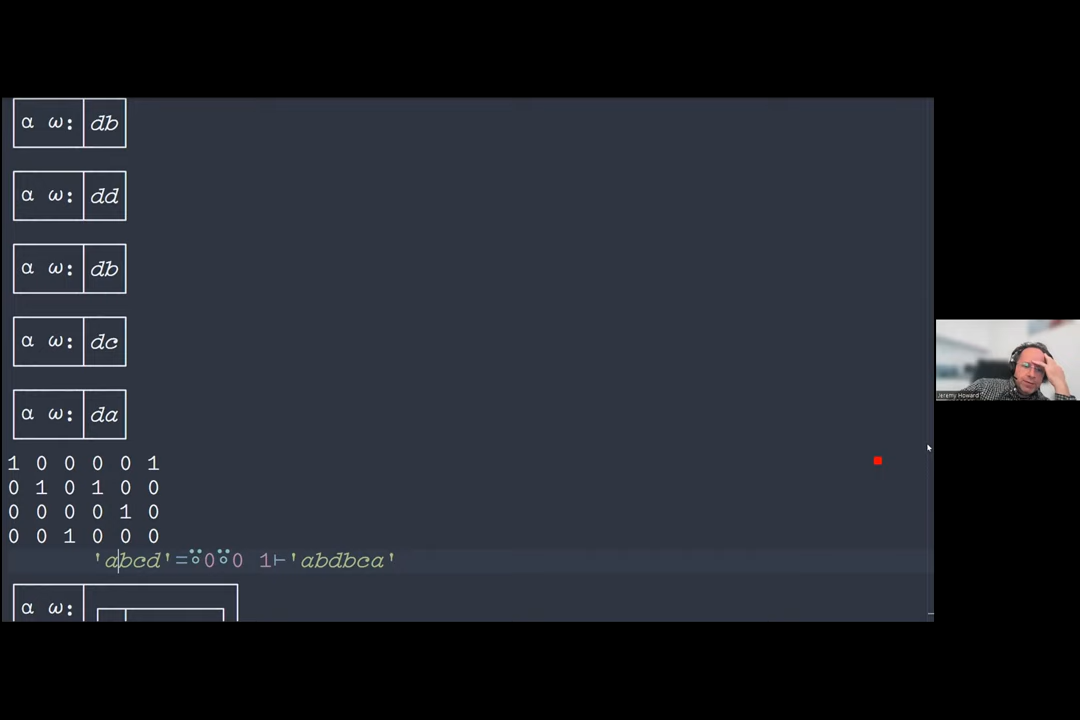 α ω: db
α ω: dd
α ω: db
α ω: dc
α ω: da
1 0 0 0 0 1
0 1 0 1 0 0
0 0 0 0 1 0
0 0 1 0 0 0
'abcd'=⍤0⍤0 1⊢'abdbca'
α ω:
Jeremy Howard